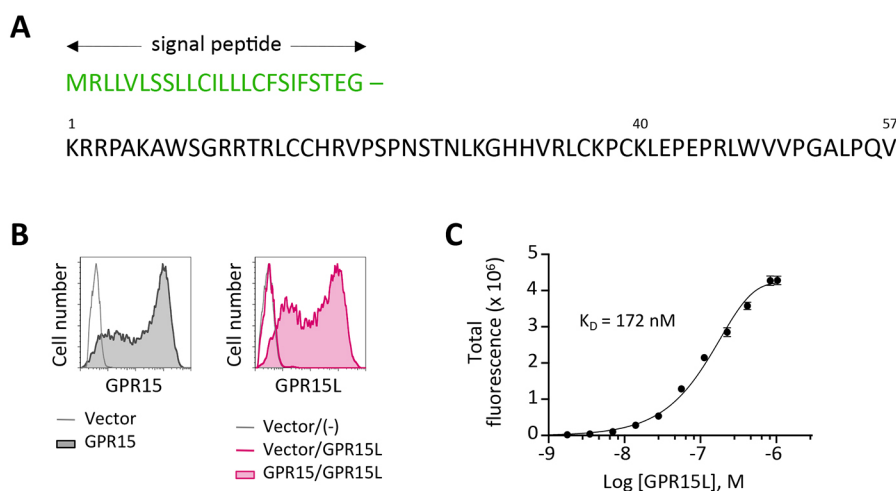 A
signal peptide
MRLLVLSSLLCILLLCFSIFSTEG –
1 40 57
KRRPAKAWSGRRTRLCCHRVPSPNSTNLKGHHVRLCKPCKLEPEPRLWVVPGALPQV
B
Cell number
GPR15
Vector
GPR15
Cell number
GPR15L
Vector/(-)
Vector/GPR15L
GPR15/GPR15L
C
Total
fluorescence (x 10⁶)
5
4
3
2
1
0
K_D = 172 nM
-9 -8 -7 -6
Log [GPR15L], M